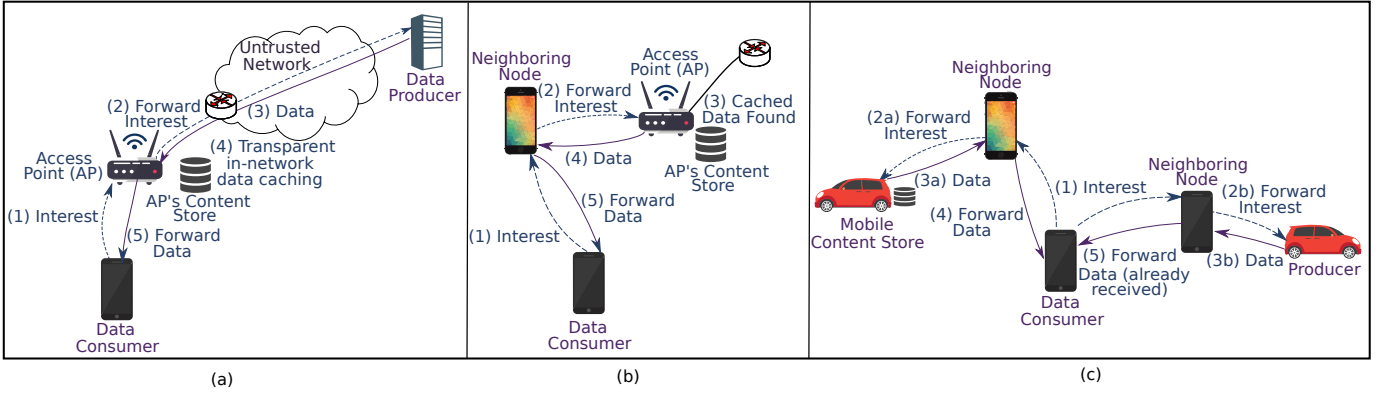 Untrusted
Network
Data
Producer
(2) Forward
Interest
(3) Data
(4) Transparent
in-network
data caching
Access
Point (AP)
AP's Content
Store
(1) Interest
(5) Forward
Data
Data
Consumer
(a)
Neighboring
Node
Access
Point (AP)
(2) Forward
Interest
(3) Cached
Data Found
(4) Data
AP's Content
Store
(5) Forward
Data
(1) Interest
Data
Consumer
(b)
Neighboring
Node
(2a) Forward
Interest
(3a) Data
Mobile
Content Store
(4) Forward
Data
(1) Interest
Neighboring
Node
(2b) Forward
Interest
(3b) Data
Producer
(5) Forward
Data (already
received)
Data
Consumer
(c)